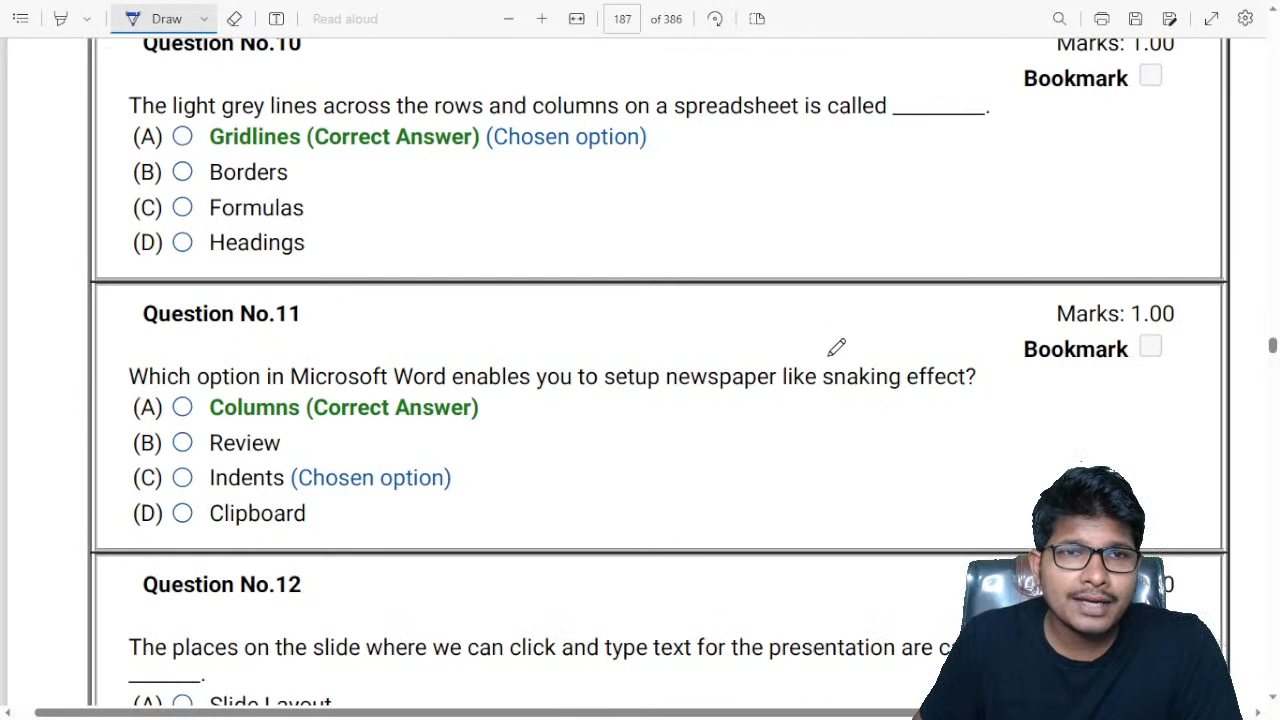 Draw
Read aloud
187 of 386
Question No.10 Marks: 1.00
Bookmark
The light grey lines across the rows and columns on a spreadsheet is called ________.
(A) Gridlines (Correct Answer) (Chosen option)
(B) Borders
(C) Formulas
(D) Headings
Question No.11 Marks: 1.00
Bookmark
Which option in Microsoft Word enables you to setup newspaper like snaking effect?
(A) Columns (Correct Answer)
(B) Review
(C) Indents (Chosen option)
(D) Clipboard
Question No.12 0
The places on the slide where we can click and type text for the presentation are c
______.
(A) Slide Layout